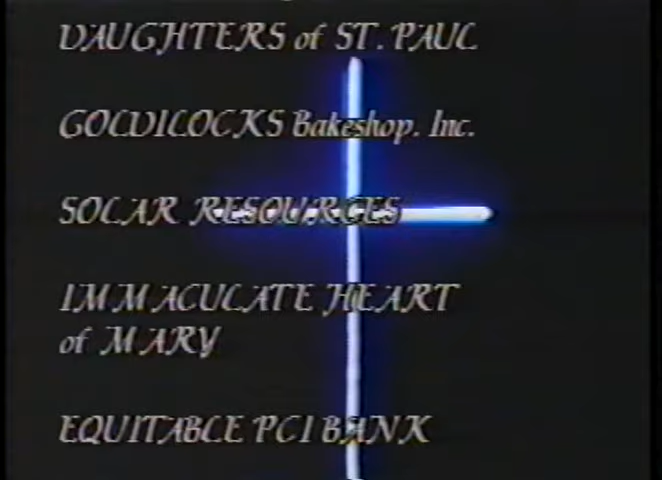 DAUGHTERS of ST. PAUL
GOLDILOCKS Bakeshop. Inc.
SOLAR RESOURCES
IMMACULATE HEART
of MARY
EQUITABLE PCI BANK